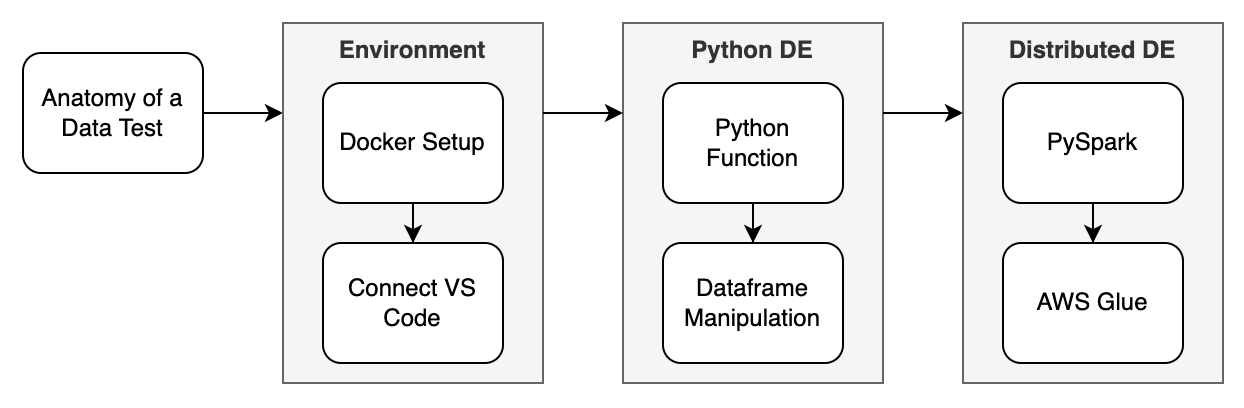 Anatomy of a
Data Test
Environment
Docker Setup
Connect VS
Code
Python DE
Python
Function
Dataframe
Manipulation
Distributed DE
PySpark
AWS Glue